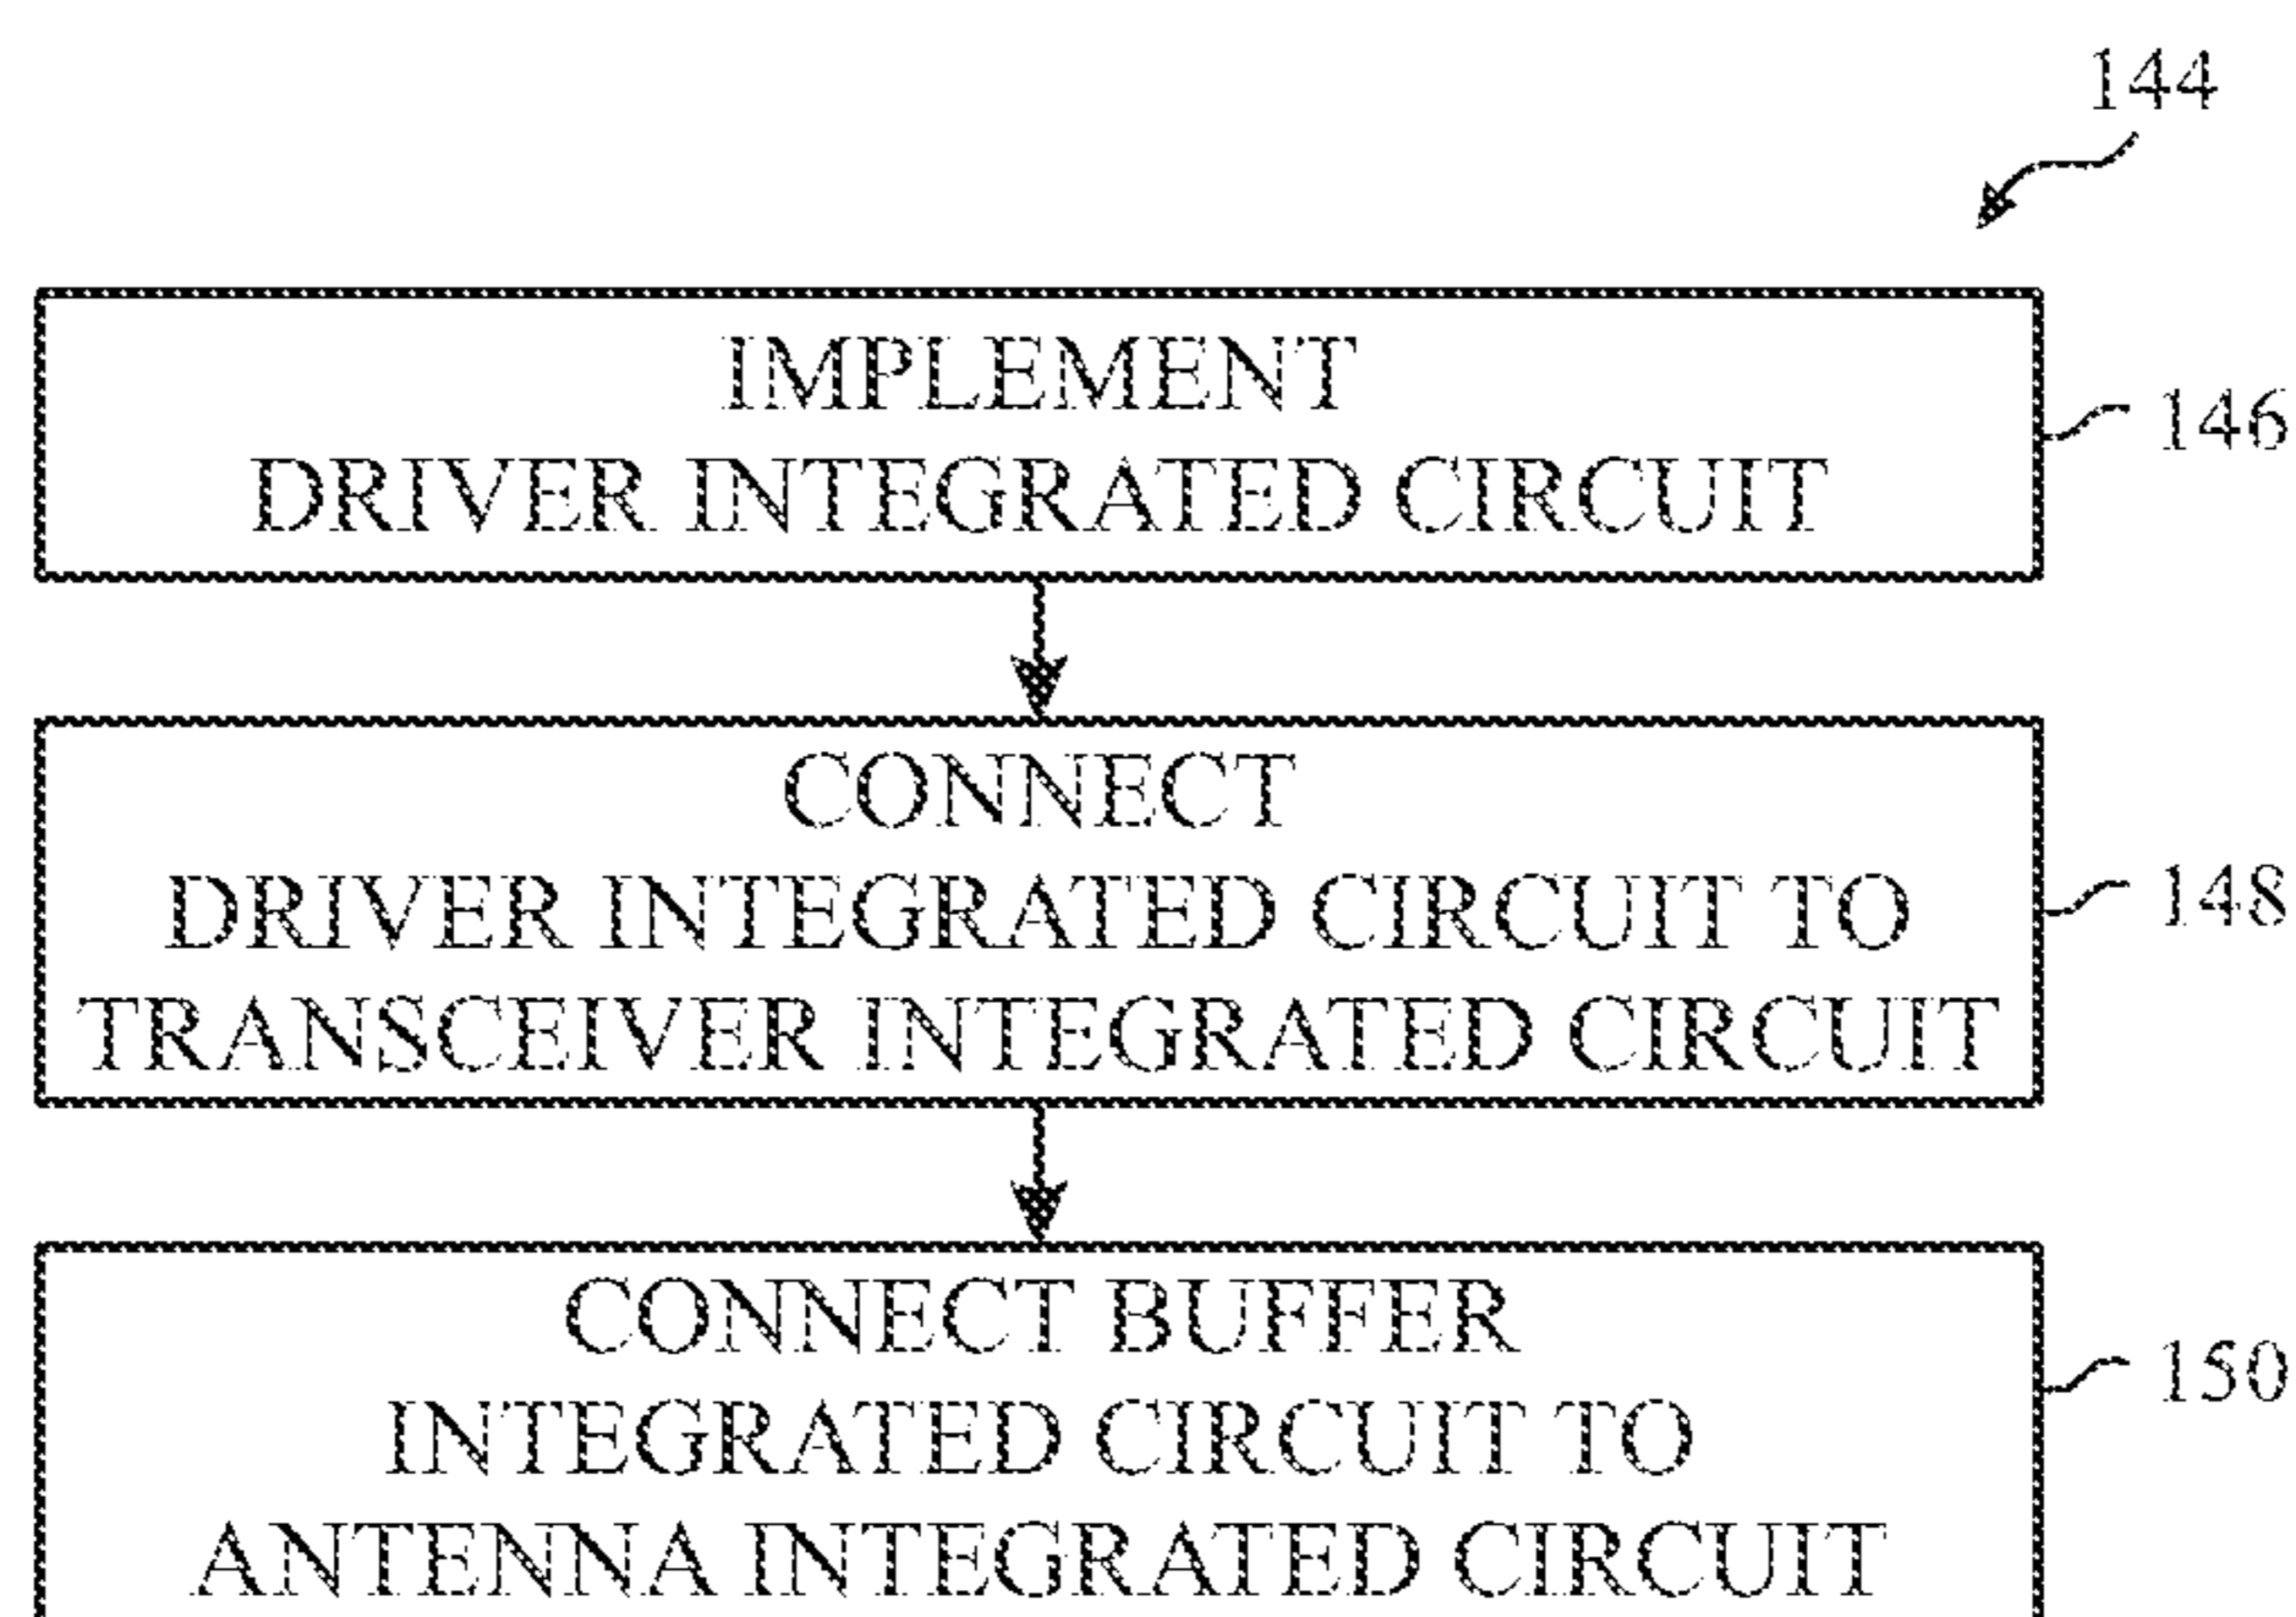 144
IMPLEMENT
DRIVER INTEGRATED CIRCUIT
146
CONNECT
DRIVER INTEGRATED CIRCUIT TO
TRANSCEIVER INTEGRATED CIRCUIT
148
CONNECT BUFFER
INTEGRATED CIRCUIT TO
ANTENNA INTEGRATED CIRCUIT
150